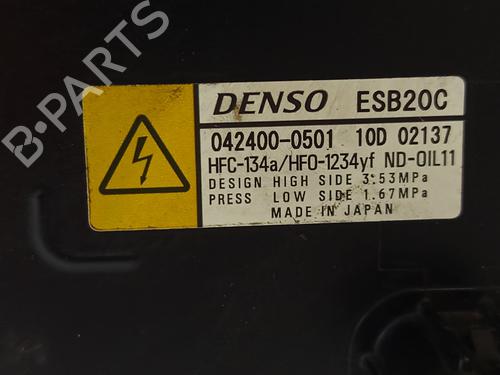 B-PARTS
DENSO ESB20C
042400-0501 10D 02137
HFC-134a/HFO-1234yf ND-OIL11
DESIGN HIGH SIDE 3.53MPa
PRESS LOW SIDE 1.67MPa
MADE IN JAPAN